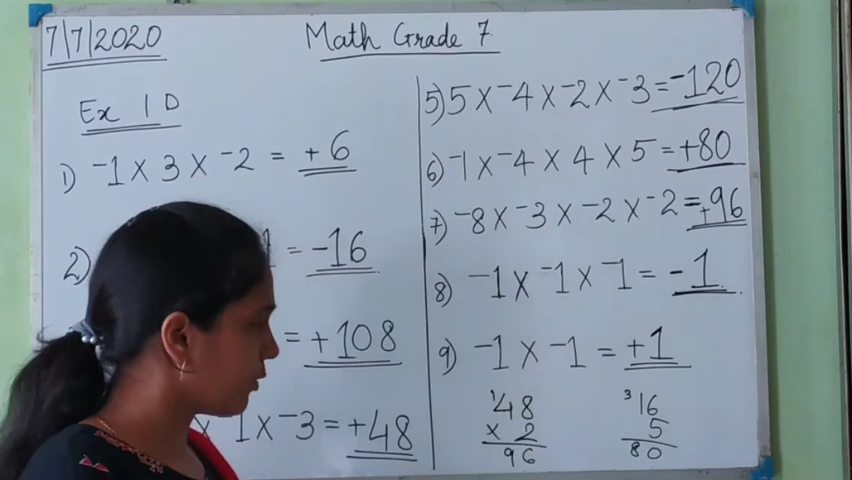 7/7/2020
Math Grade 7
Ex 1D
1) ⁻1 × 3 × ⁻2 = +6
2) 1 = -16
= +108
× 1 × ⁻3 = +48
5) 5 × ⁻4 × ⁻2 × ⁻3 = -120
6) ⁻1 × ⁻4 × 4 × 5 = +80
7) ⁻8 × ⁻3 × ⁻2 × ⁻2 = +96
8) ⁻1 × ⁻1 × ⁻1 = -1
9) ⁻1 × ⁻1 = +1
¹48
× 2
96
³16
5
80